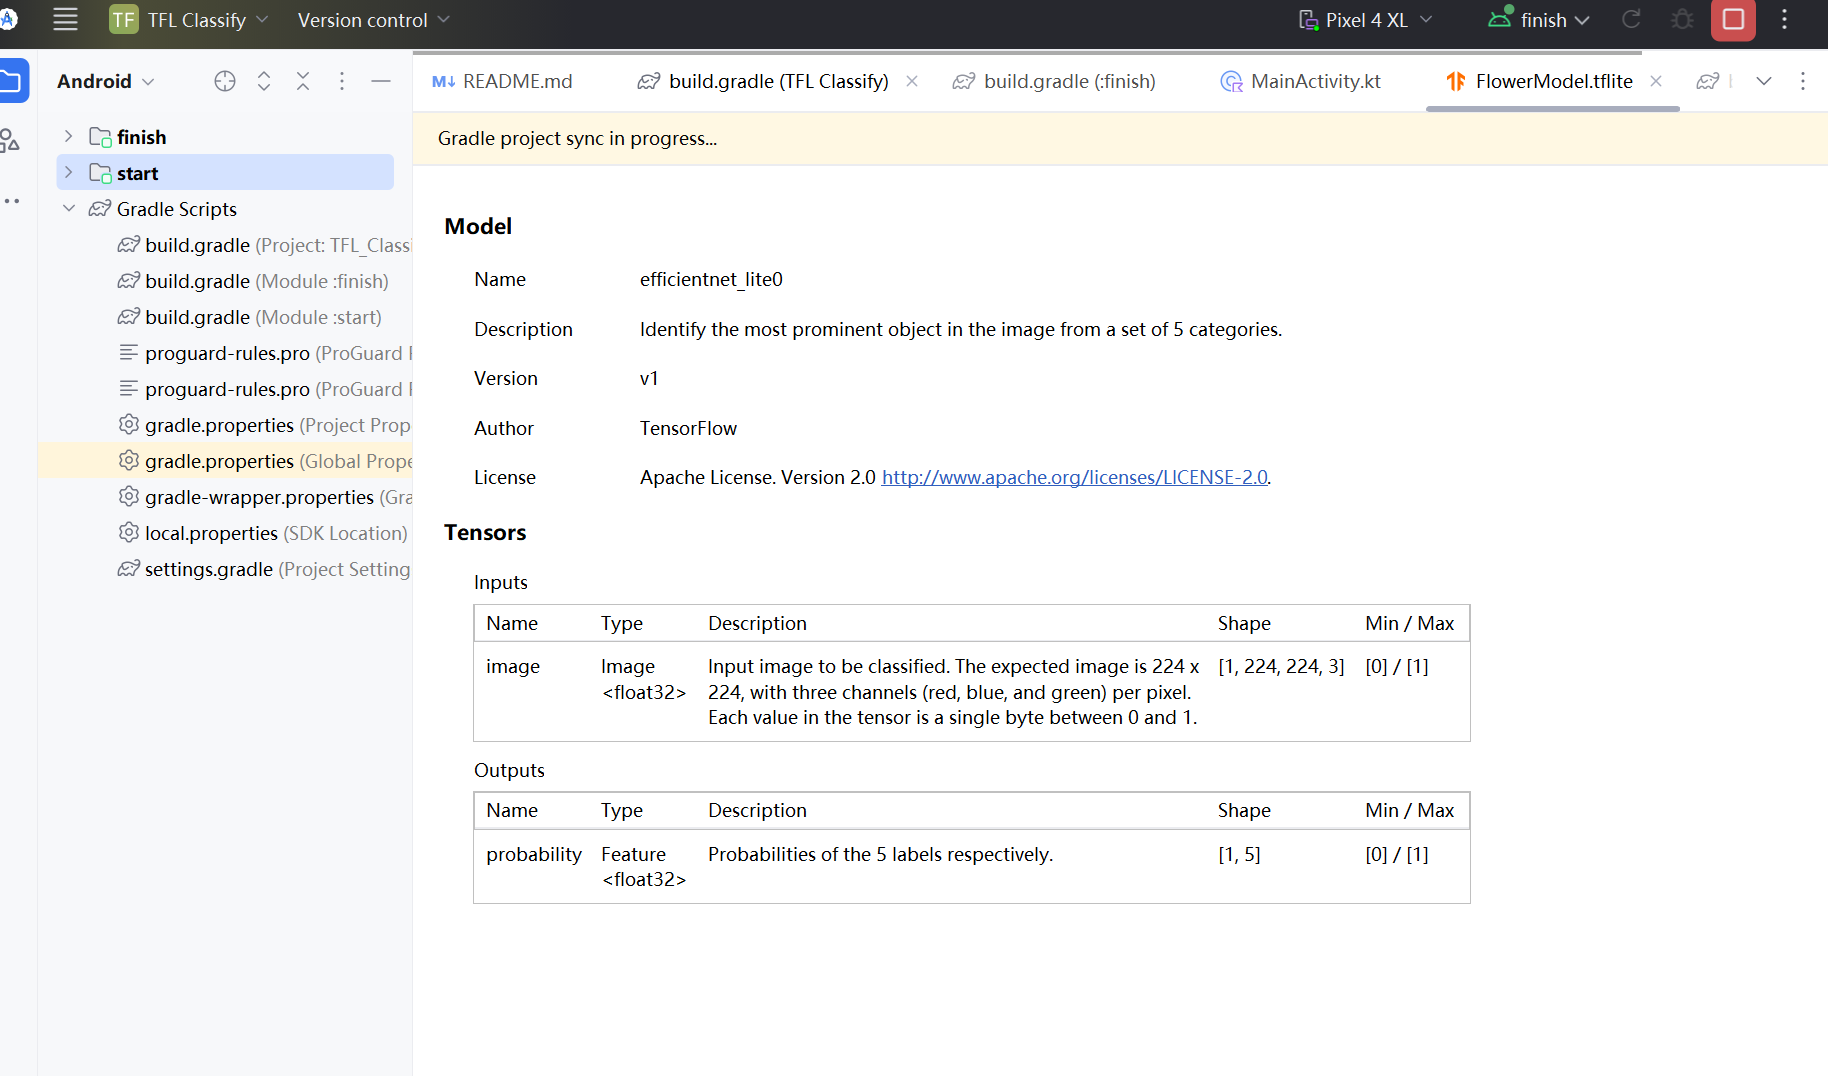 TF TFL Classify Version control Pixel 4 XL finish
Android
README.md build.gradle (TFL Classify) build.gradle (:finish) MainActivity.kt FlowerModel.tflite
Gradle project sync in progress...
finish
start
Gradle Scripts
build.gradle (Project: TFL_Classi
build.gradle (Module :finish)
build.gradle (Module :start)
proguard-rules.pro (ProGuard
proguard-rules.pro (ProGuard
gradle.properties (Project Prop
gradle.properties (Global Prope
gradle-wrapper.properties (Gra
local.properties (SDK Location)
settings.gradle (Project Setting
Model
Name efficientnet_lite0
Description Identify the most prominent object in the image from a set of 5 categories.
Version v1
Author TensorFlow
License Apache License. Version 2.0 http://www.apache.org/licenses/LICENSE-2.0.
Tensors
Inputs
Name Type Description Shape Min / Max
image Image Input image to be classified. The expected image is 224 x [1, 224, 224, 3] [0] / [1]
<float32> 224, with three channels (red, blue, and green) per pixel.
Each value in the tensor is a single byte between 0 and 1.
Outputs
Name Type Description Shape Min / Max
probability Feature Probabilities of the 5 labels respectively. [1, 5] [0] / [1]
<float32>